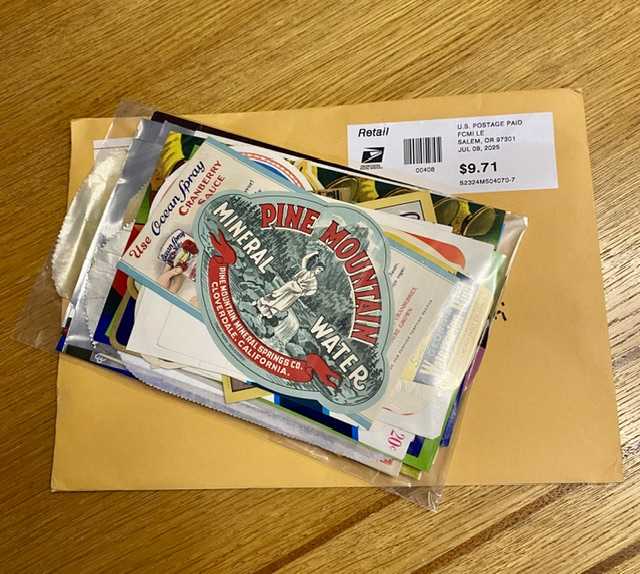 Retail
U.S. POSTAGE PAID
FCMI LE
SALEM, OR 97301
JUL 09, 2025
00408
$9.71
S2324M504070-7
Use Ocean Spray
CRANBERRY
SAUCE
PINE MOUNTAIN
MINERAL
WATER
PINE MOUNTAIN MINERAL SPRINGS CO.
CLOVERDALE, CALIFORNIA.
20¢